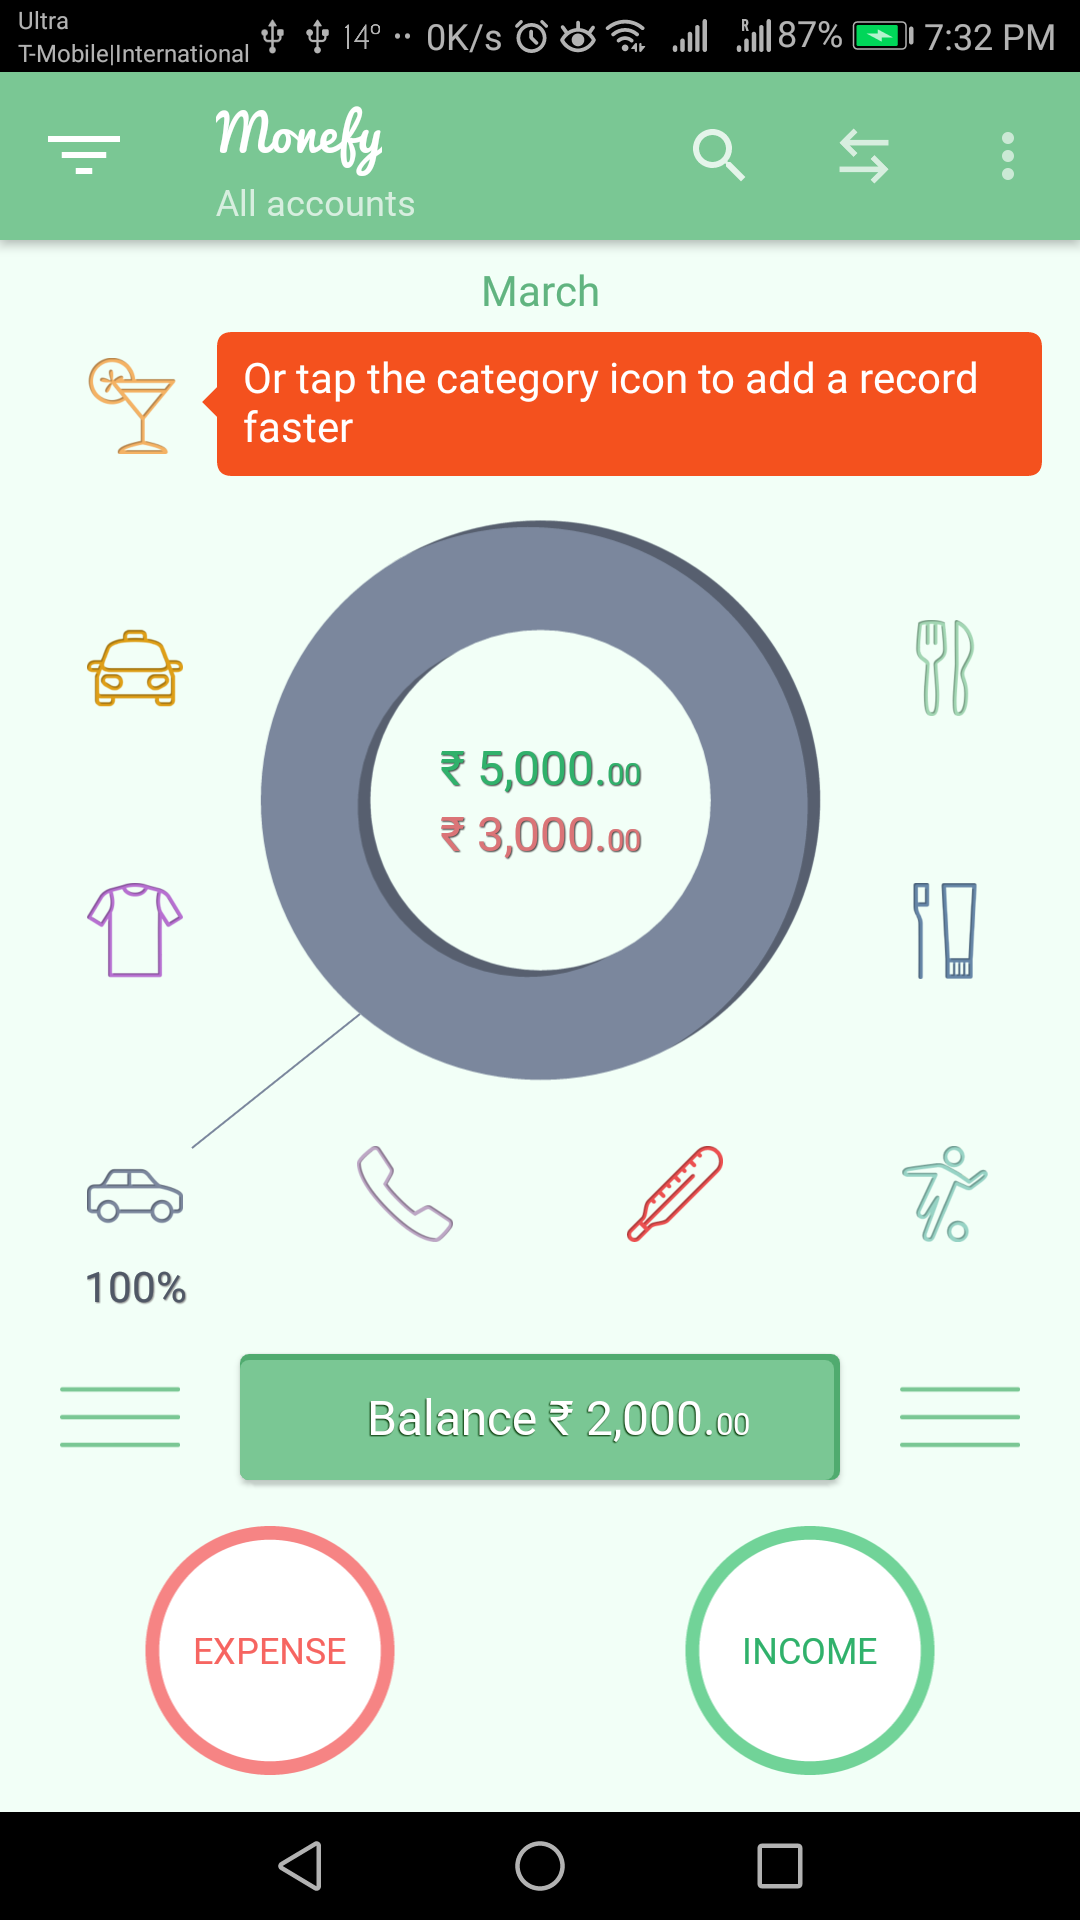 Ultra
T-Mobile|International
14° ·· 0K/s R 87% 7:32 PM
Monefy
All accounts
March
Or tap the category icon to add a record
faster
₹ 5,000.00
₹ 3,000.00
100%
Balance ₹ 2,000.00
EXPENSE INCOME